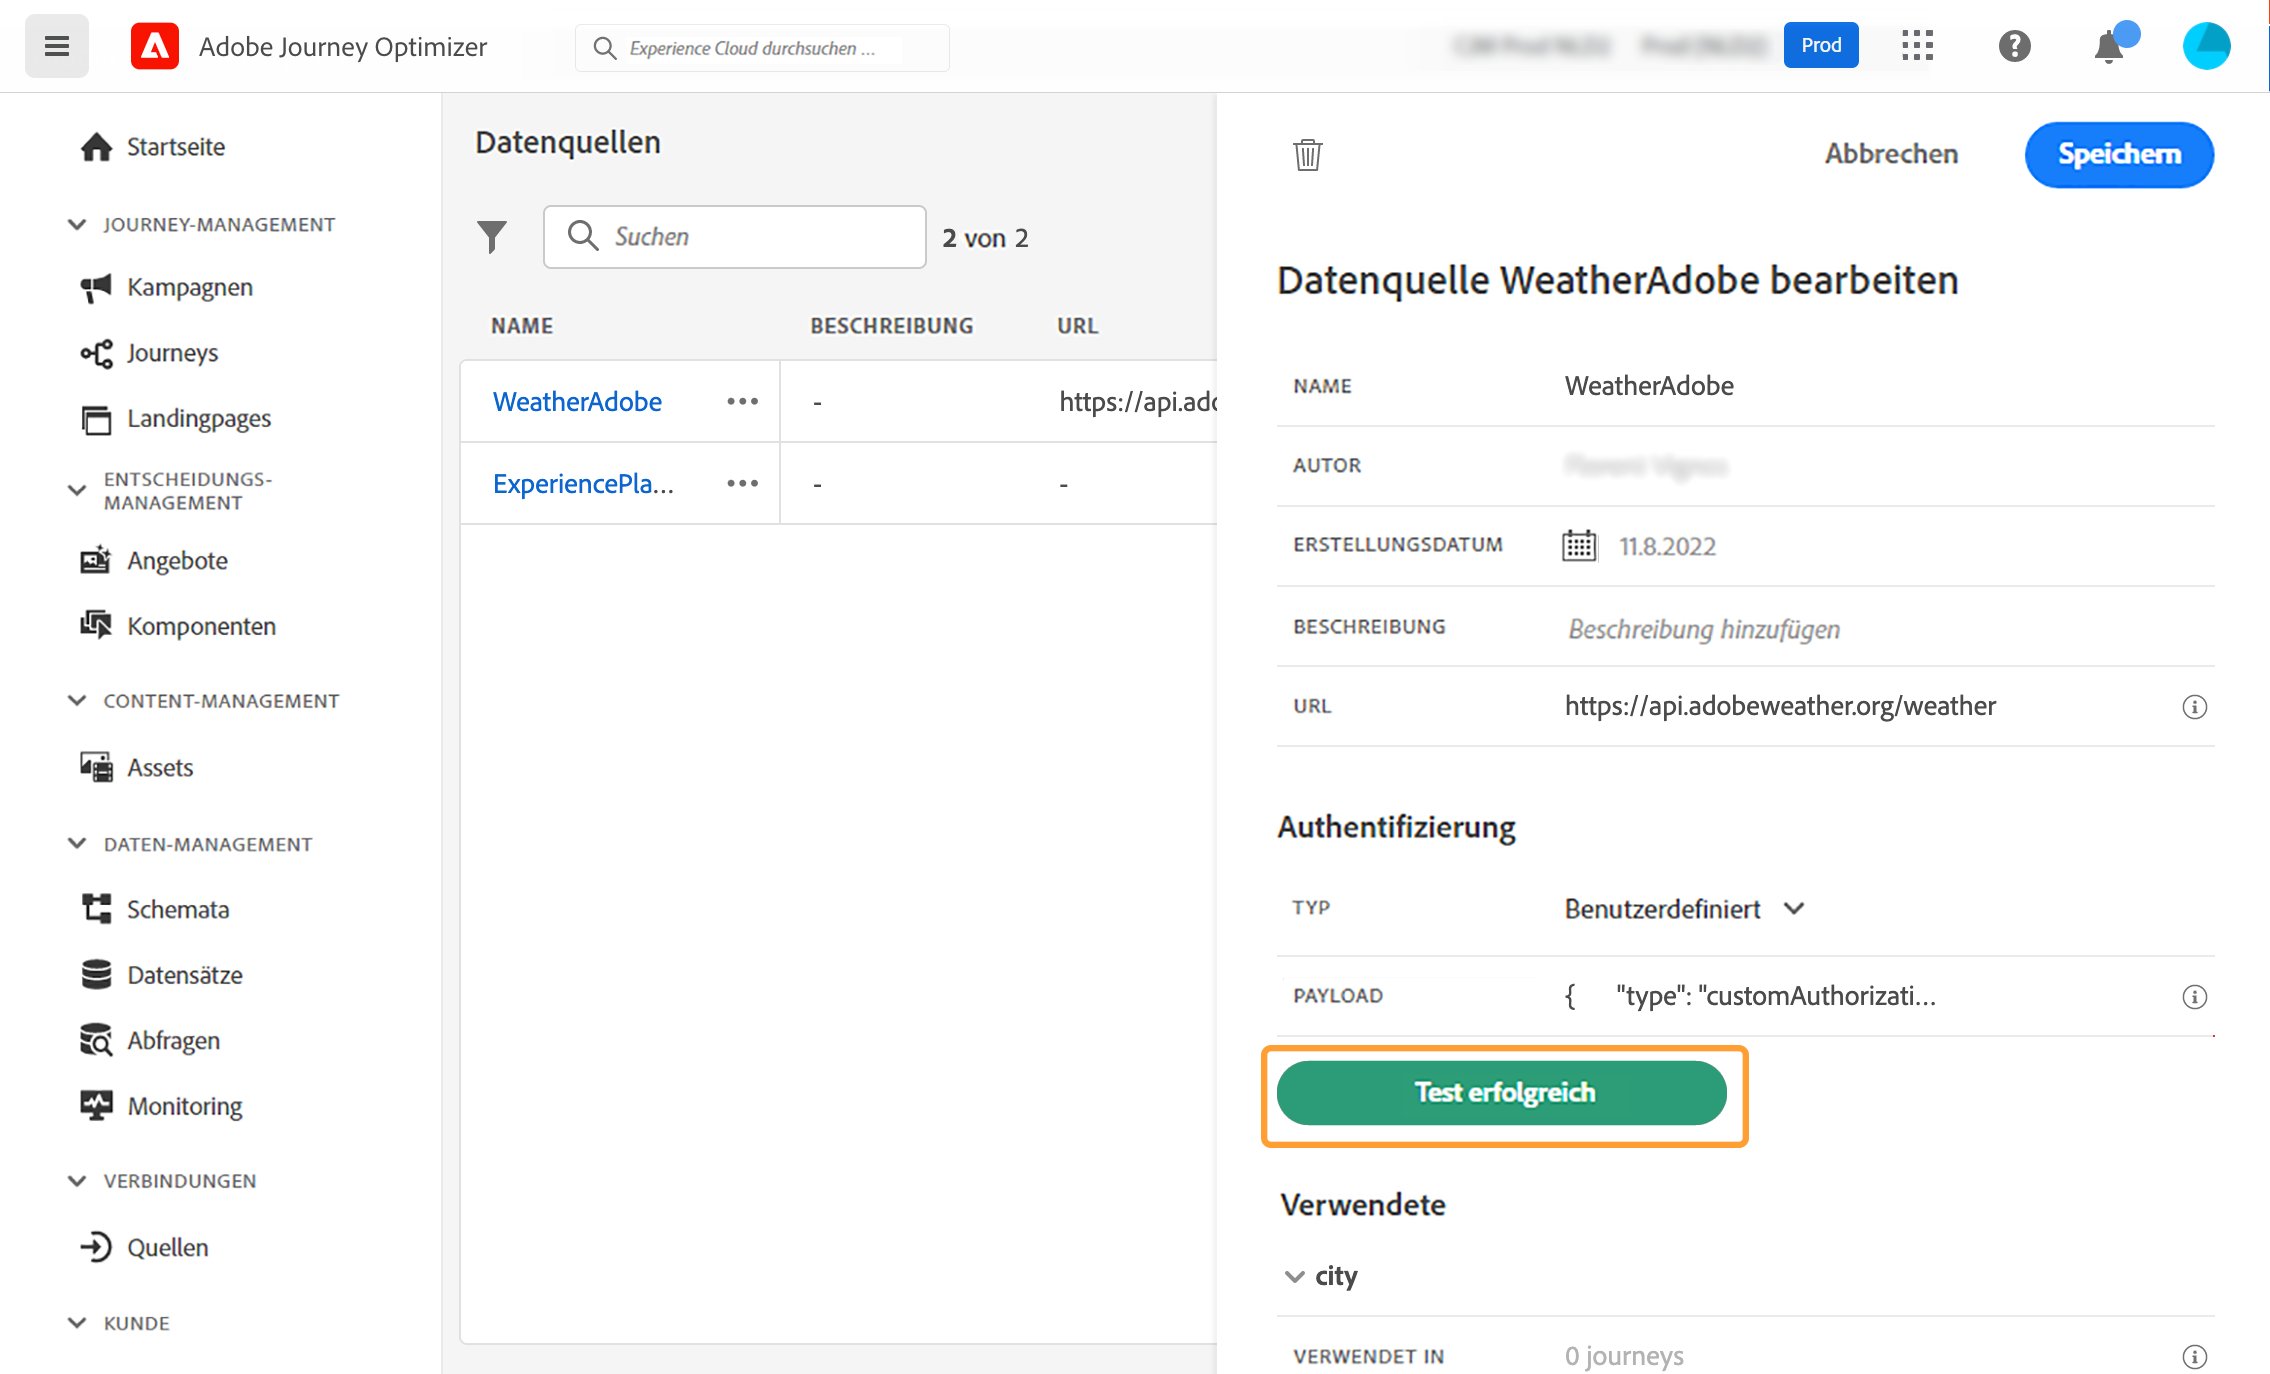 Adobe Journey Optimizer
Experience Cloud durchsuchen ...
Prod
Startseite
JOURNEY-MANAGEMENT
Kampagnen
Journeys
Landingpages
ENTSCHEIDUNGS-
MANAGEMENT
Angebote
Komponenten
CONTENT-MANAGEMENT
Assets
DATEN-MANAGEMENT
Schemata
Datensätze
Abfragen
Monitoring
VERBINDUNGEN
Quellen
KUNDE
Datenquellen
Suchen
2 von 2
NAME BESCHREIBUNG URL
WeatherAdobe ••• - https://api.ado
ExperiencePla... ••• - -
Abbrechen
Speichern
Datenquelle WeatherAdobe bearbeiten
NAME WeatherAdobe
AUTOR
ERSTELLUNGSDATUM 11.8.2022
BESCHREIBUNG Beschreibung hinzufügen
URL https://api.adobeweather.org/weather
Authentifizierung
TYP Benutzerdefiniert
PAYLOAD { "type": "customAuthorizati...
Test erfolgreich
Verwendete
city
VERWENDET IN 0 journeys